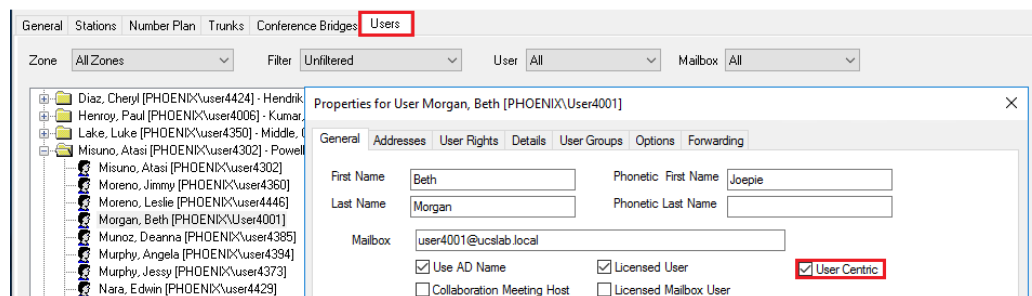 General Stations Number Plan Trunks Conference Bridges Users
Zone All Zones Filter Unfiltered User All Mailbox All
Diaz, Cheryl [PHOENIX\user4424] - Hendrik
Henroy, Paul [PHOENIX\user4006] - Kumar,
Lake, Luke [PHOENIX\user4350] - Middle, (
Misuno, Atasi [PHOENIX\user4302] - Powell
Misuno, Atasi [PHOENIX\user4302]
Moreno, Jimmy [PHOENIX\user4360]
Moreno, Leslie [PHOENIX\user4446]
Morgan, Beth [PHOENIX\User4001]
Munoz, Deanna [PHOENIX\user4385]
Murphy, Angela [PHOENIX\user4394]
Murphy, Jessy [PHOENIX\user4373]
Nara, Edwin [PHOENIX\user4429]
Properties for User Morgan, Beth [PHOENIX\User4001]
General Addresses User Rights Details User Groups Options Forwarding
First Name Beth Phonetic First Name Joepie
Last Name Morgan Phonetic Last Name
Mailbox user4001@ucslab.local
Use AD Name Licensed User User Centric
Collaboration Meeting Host Licensed Mailbox User